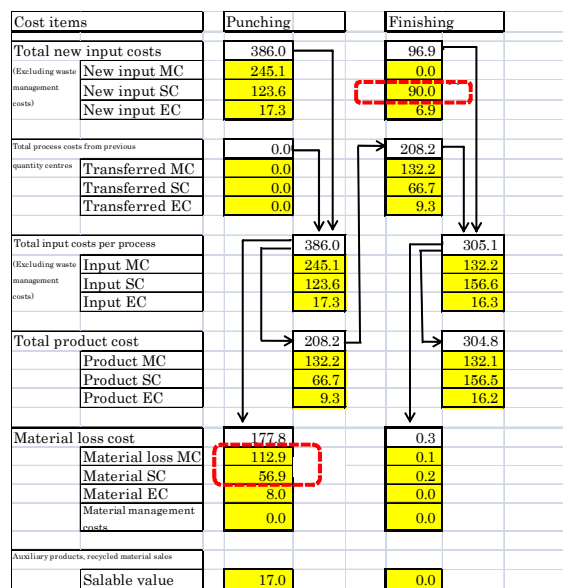 Cost items Punching Finishing
Total new input costs 386.0 96.9
(Excluding waste New input MC 245.1 0.0
management New input SC 123.6 90.0
costs) New input EC 17.3 6.9
Total process costs from previous 0.0 208.2
quantity centres Transferred MC 0.0 132.2
Transferred SC 0.0 66.7
Transferred EC 0.0 9.3
Total input costs per process 386.0 305.1
(Excluding waste Input MC 245.1 132.2
management Input SC 123.6 156.6
costs) Input EC 17.3 16.3
Total product cost 208.2 304.8
Product MC 132.2 132.1
Product SC 66.7 156.5
Product EC 9.3 16.2
Material loss cost 177.8 0.3
Material loss MC 112.9 0.1
Material SC 56.9 0.2
Material EC 8.0 0.0
Material management
costs 0.0 0.0
Auxiliary products, recycled material sales
Salable value 17.0 0.0